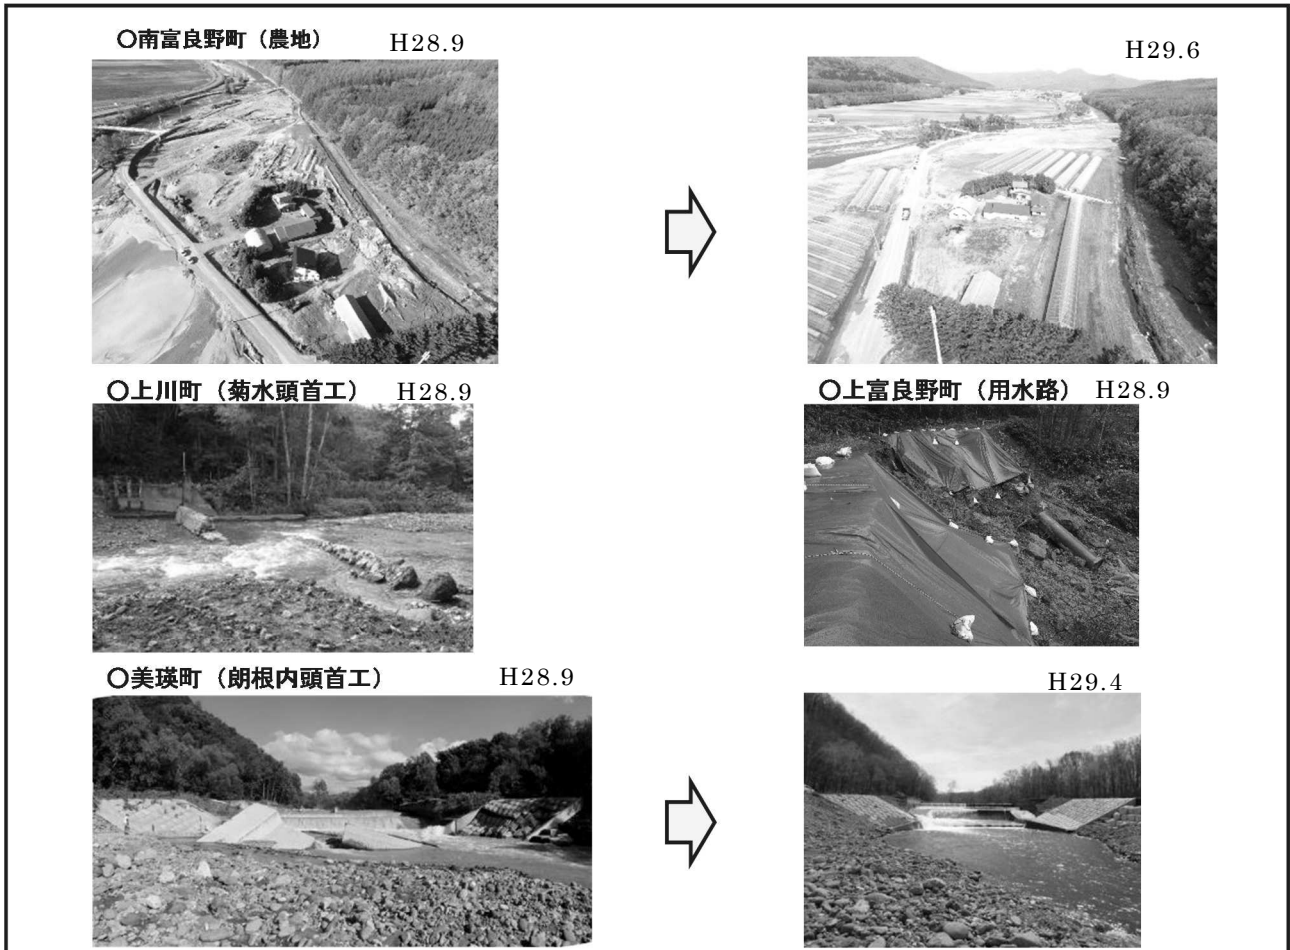 ○南富良野町（農地） H28.9
H29.6
○上川町（菊水頭首工） H28.9
○上富良野町（用水路） H28.9
○美瑛町（朗根内頭首工） H28.9
H29.4